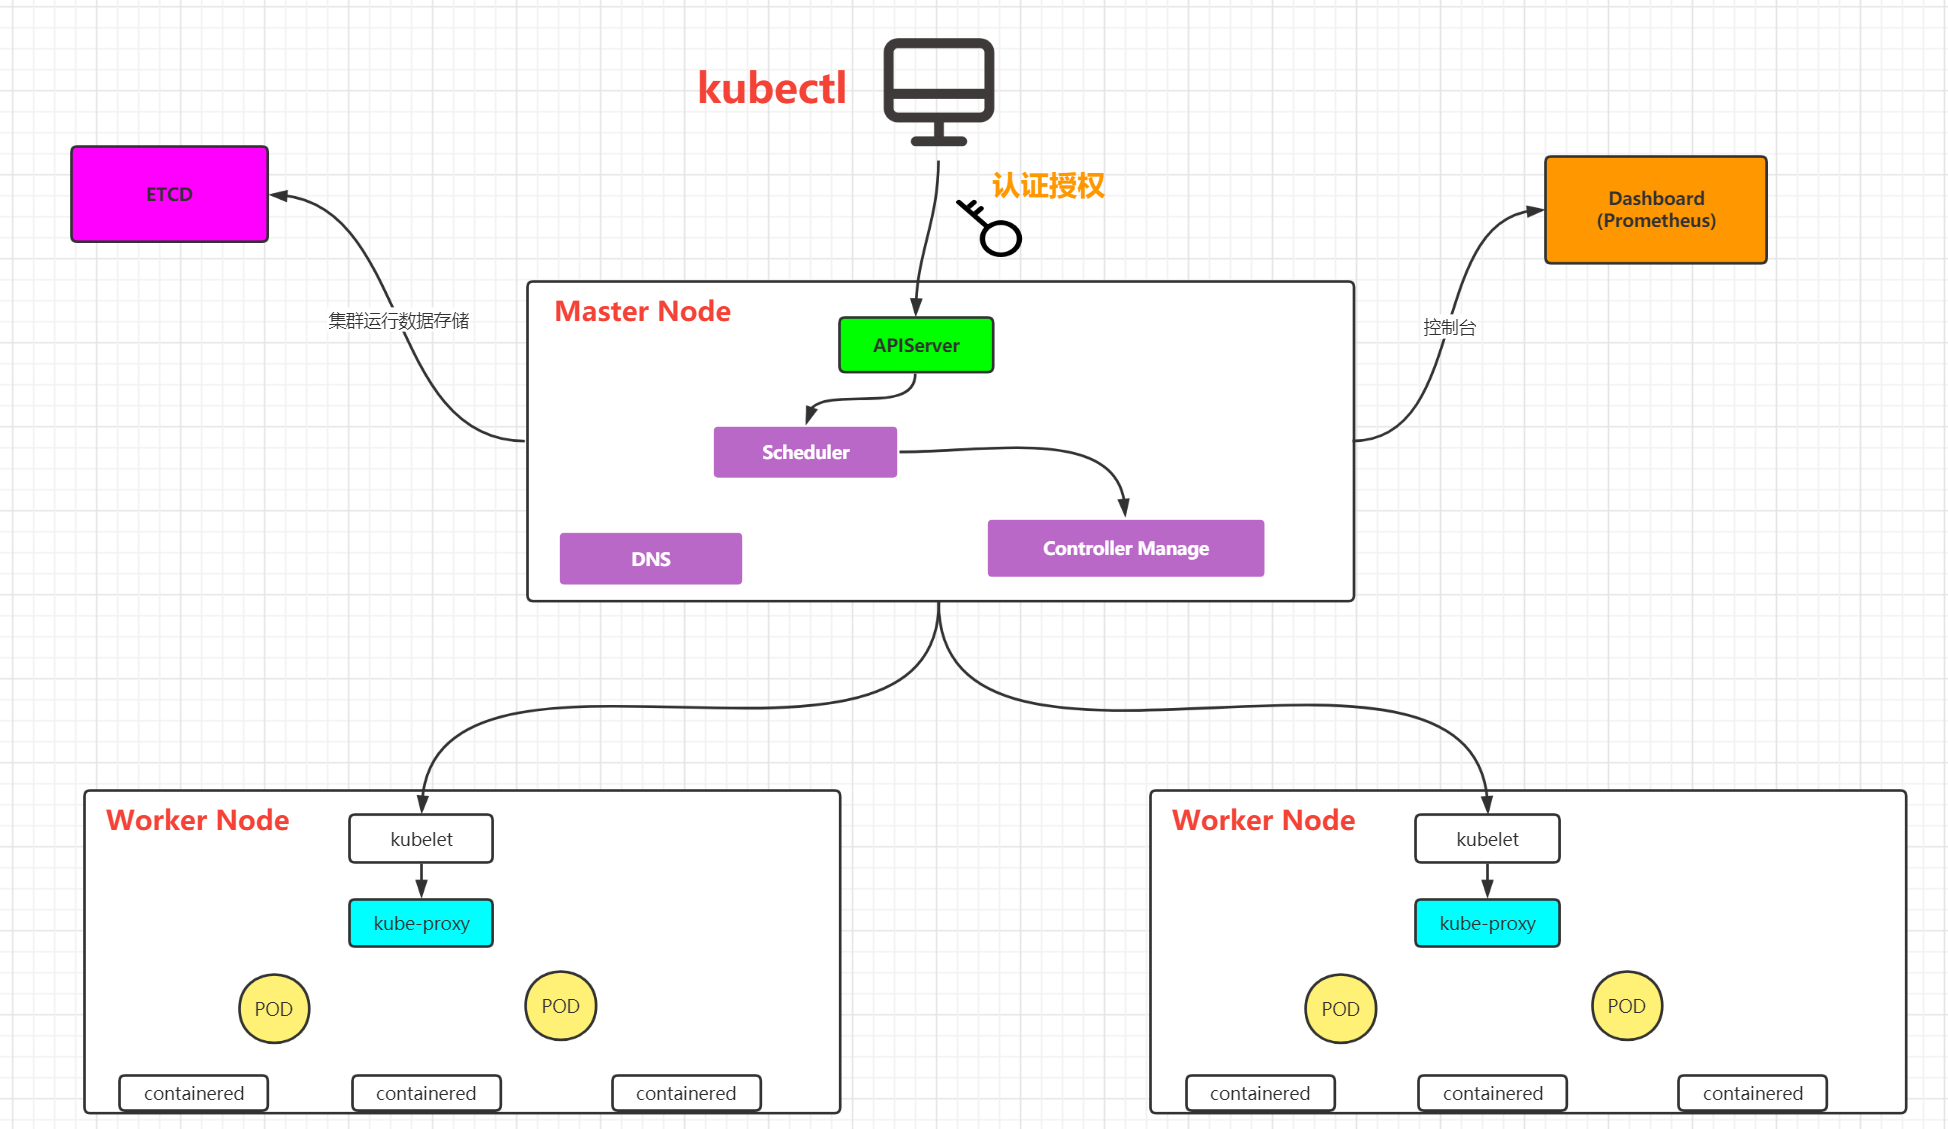 kubectl
认证授权
ETCD
Dashboard
(Prometheus)
集群运行数据存储
控制台
Master Node
APIServer
Scheduler
DNS
Controller Manage
Worker Node
kubelet
kube-proxy
POD
POD
containered
containered
containered
Worker Node
kubelet
kube-proxy
POD
POD
containered
containered
containered